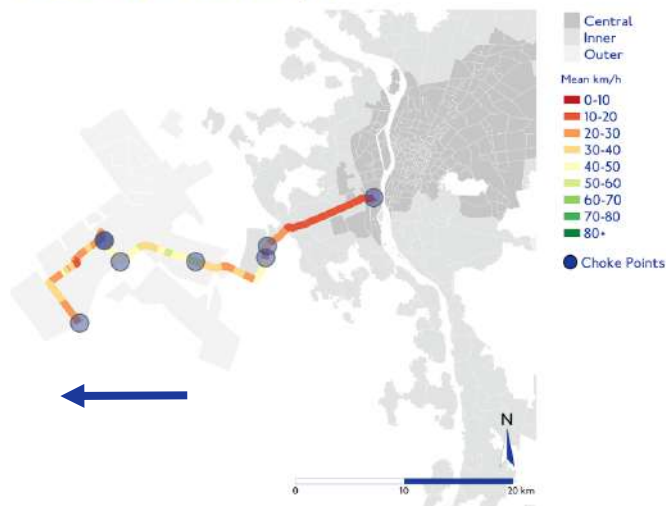 Central
Inner
Outer
Mean km/h
0-10
10-20
20-30
30-40
40-50
50-60
60-70
70-80
80+
Choke Points
N
0 10 20 km